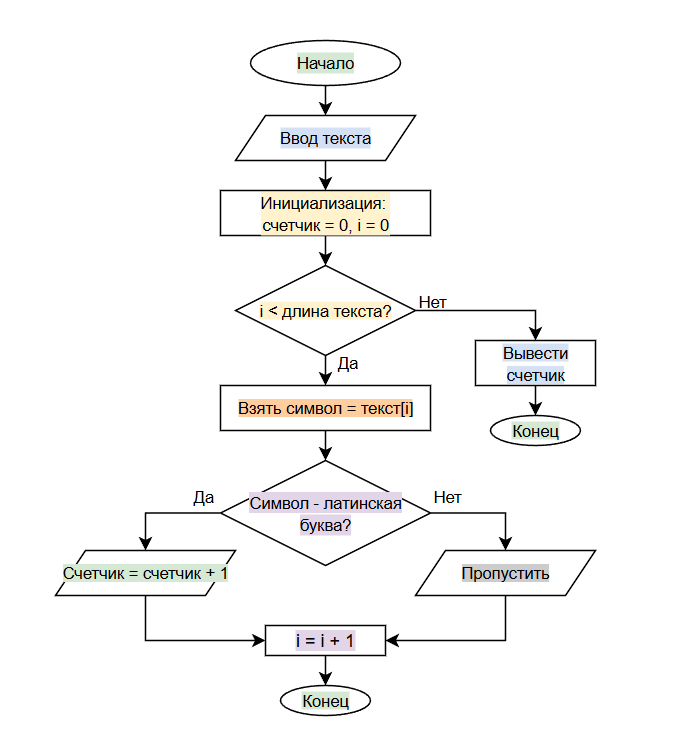 Начало
Ввод текста
Инициализация:
счетчик = 0, i = 0
i < длина текста?
Нет
Вывести
счетчик
Конец
Да
Взять символ = текст[i]
Символ - латинская
буква?
Да
Нет
Счетчик = счетчик + 1
Пропустить
i = i + 1
Конец